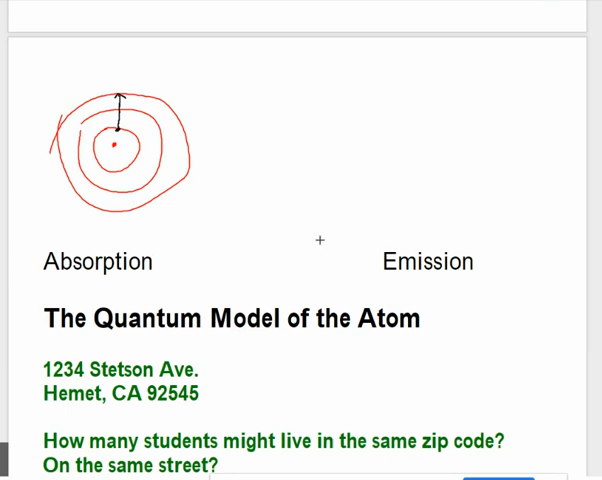 Absorption Emission
The Quantum Model of the Atom
1234 Stetson Ave.
Hemet, CA 92545
How many students might live in the same zip code?
On the same street?